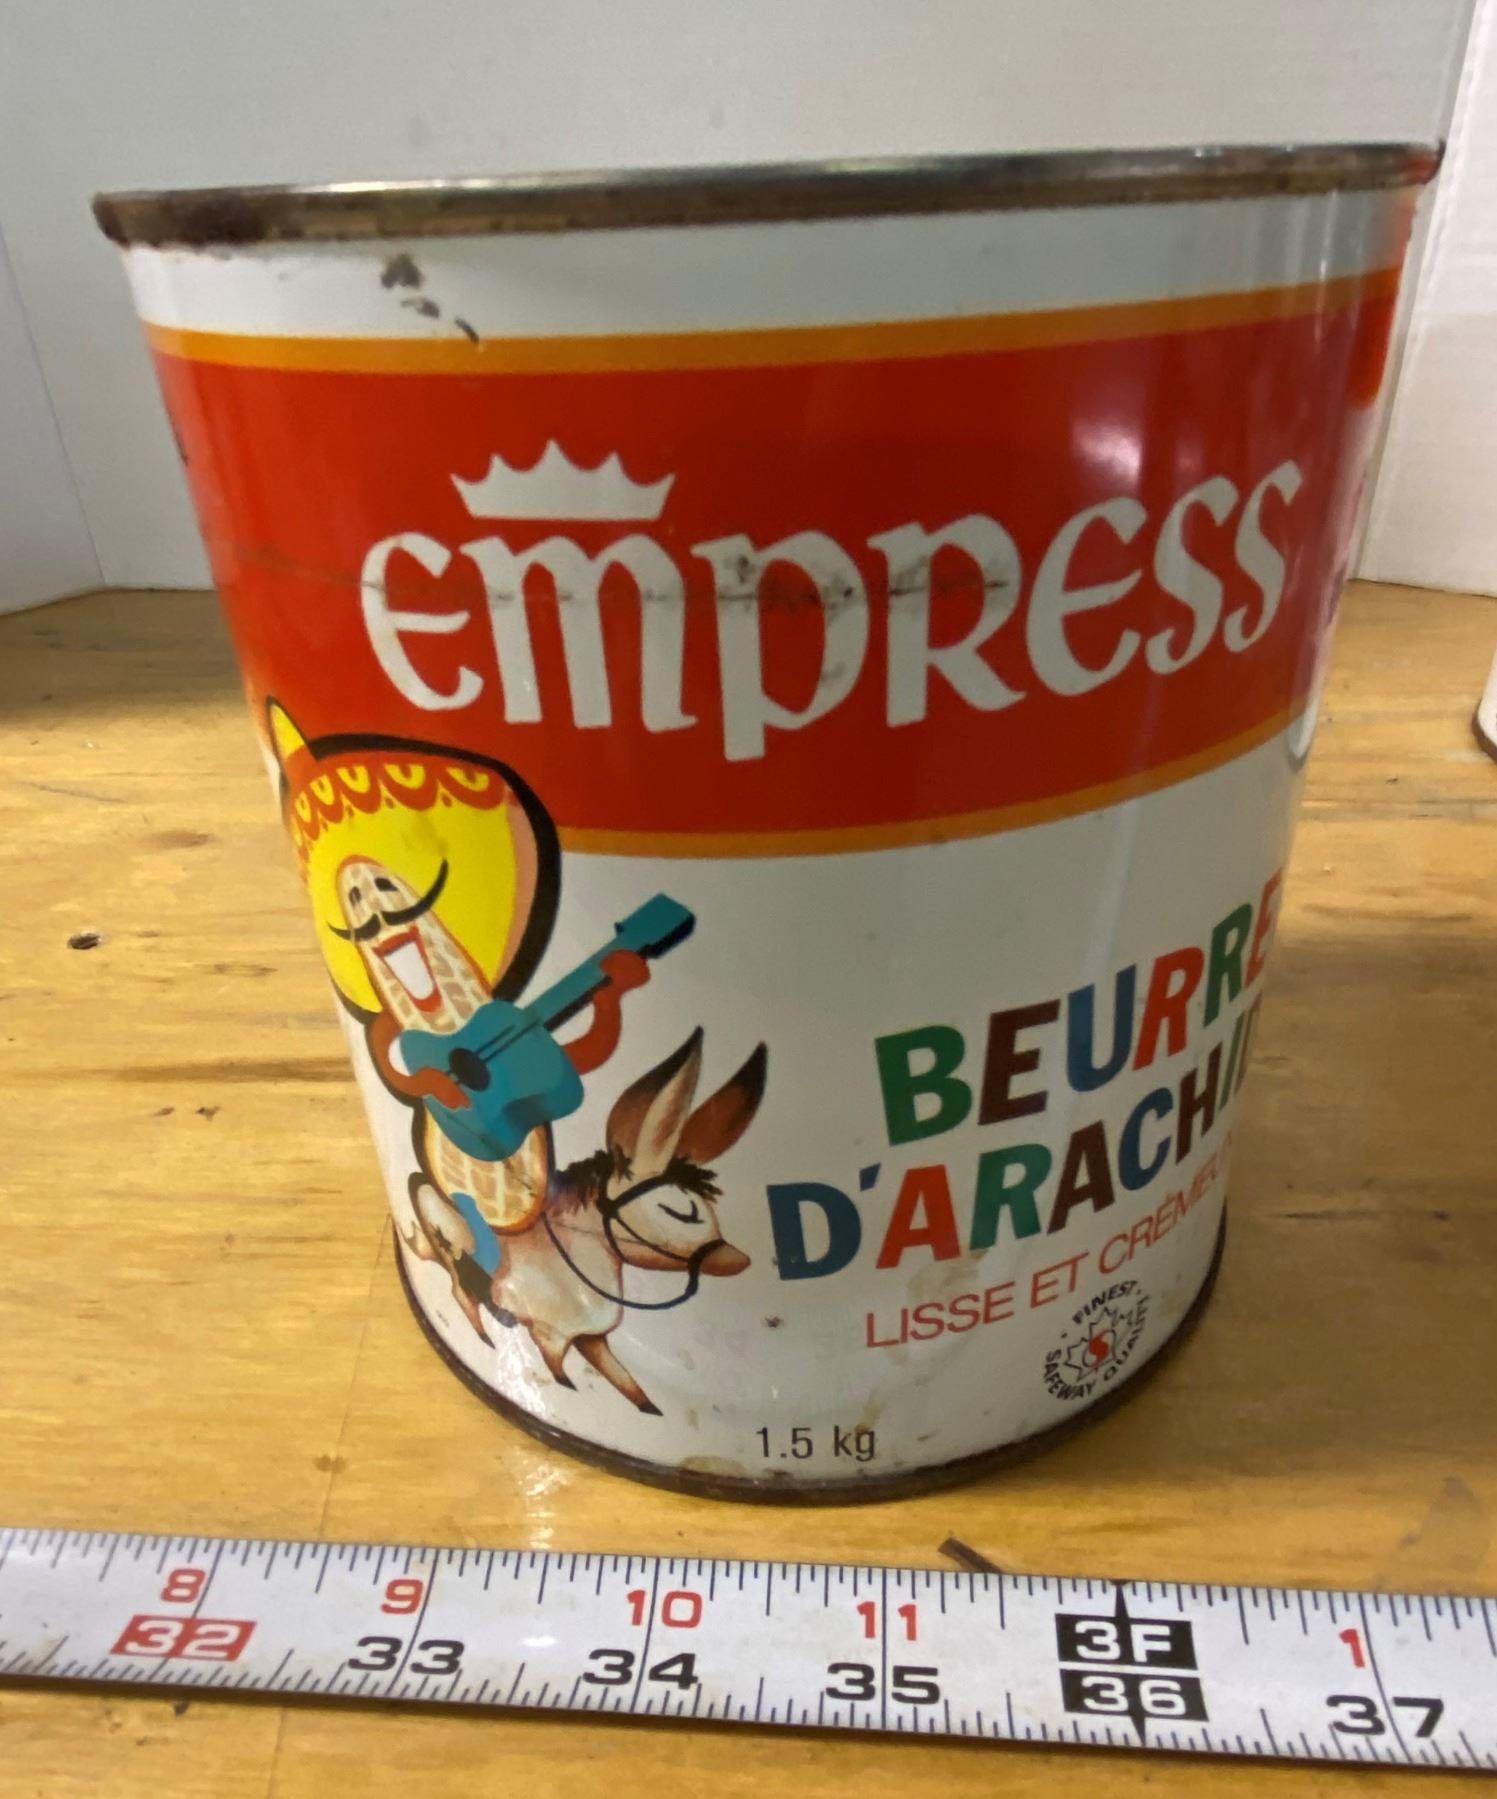 EMPRESS
BEURRE
D'ARACHI
LISSE ET CRÉMEU
FINEST
SAFEWAY QUALITY
S
1.5 kg
8 9 10 11 3F 1
32 33 34 35 36 37